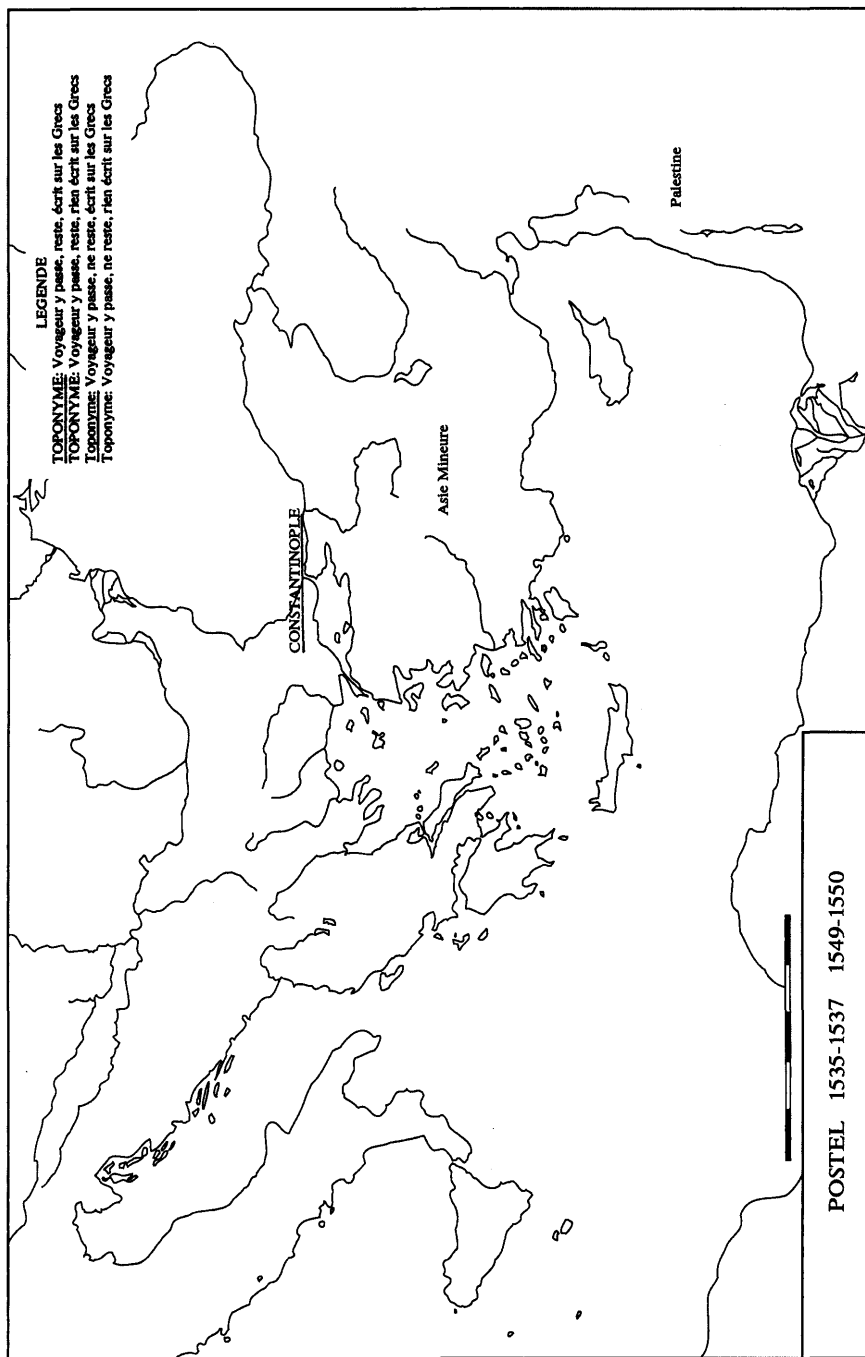 LEGENDE
TOPONYME: Voyageur y passe, reste, écrit sur les Grecs
TOPONYME: Voyageur y passe, reste, rien écrit sur les Grecs
Toponyme: Voyageur y passe, ne reste, écrit sur les Grecs
Toponyme: Voyageur y passe, ne reste, rien écrit sur les Grecs
CONSTANTINOPLE
Asie Mineure
Palestine
POSTEL 1535-1537 1549-1550